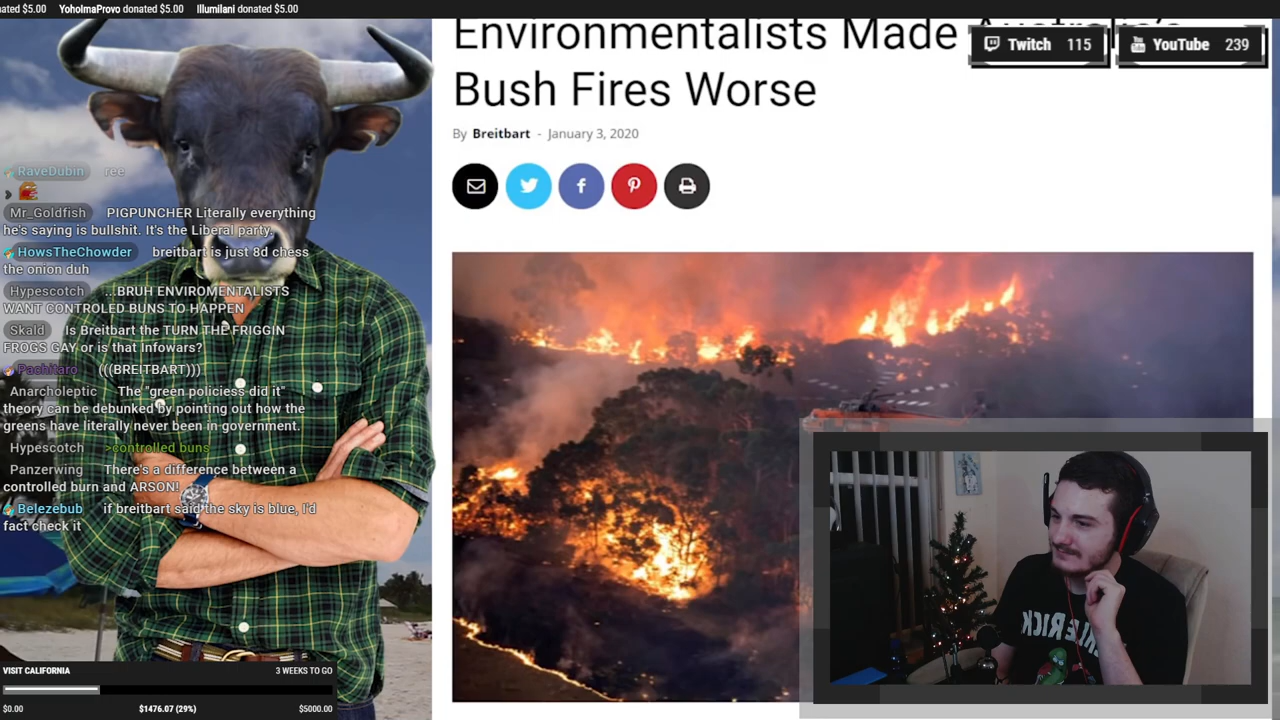 ated $5.00 YoholmaProvo donated $5.00 Illumilani donated $5.00
Environmentalists Made Australia's
Bush Fires Worse
Twitch 115
YouTube 239
By Breitbart - January 3, 2020
RaveDubin ree
Mr_Goldfish PIGPUNCHER Literally everything
he's saying is bullshit. It's the Liberal party.
HowsTheChowder breitbart is just 8d chess
the onion duh
Hypescotch ...BRUH ENVIROMENTALISTS
WANT CONTROLED BUNS TO HAPPEN
Skald Is Breitbart the TURN THE FRIGGIN
FROGS GAY or is that infowars?
Pachitaro (((BREITBART)))
Anarcholeptic The "green policiess did it"
theory can be debunked by pointing out how the
greens have literally never been in government.
Hypescotch >controlled buns
Panzerwing There's a difference between a
controlled burn and ARSON!
Belezebub if breitbart said the sky is blue, I'd
fact check it
VISIT CALIFORNIA 3 WEEKS TO GO
$0.00 $1476.07 (29%) $5000.00